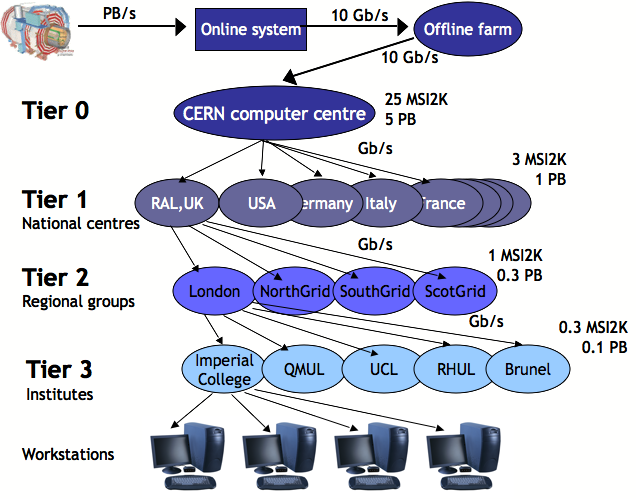 PB/s
Online system
10 Gb/s
Offline farm
10 Gb/s
Tier 0
CERN computer centre
25 MSI2K
5 PB
Gb/s
3 MSI2K
1 PB
Tier 1
National centres
RAL,UK
USA
ermany
Italy
France
Gb/s
1 MSI2K
0.3 PB
Tier 2
Regional groups
London
NorthGrid
SouthGrid
ScotGrid
Gb/s
0.3 MSI2K
0.1 PB
Tier 3
Institutes
Imperial
College
QMUL
UCL
RHUL
Brunel
Workstations